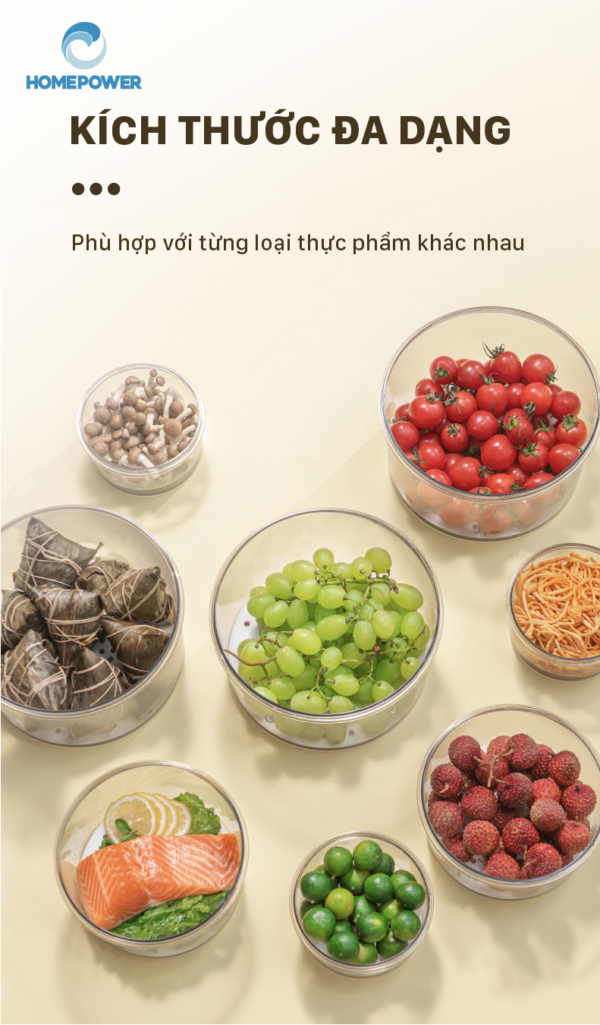 HOMEPOWER
KÍCH THƯỚC ĐA DẠNG
Phù hợp với từng loại thực phẩm khác nhau